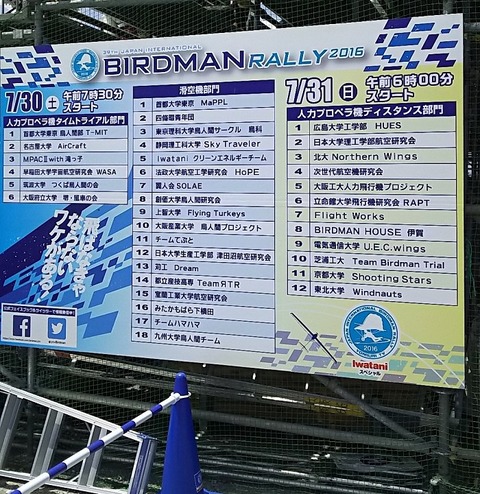 39TH JAPAN INTERNATIONAL
BIRDMAN RALLY 2016
7/30 土 午前7時30分 スタート
人力プロペラ機タイムトライアル部門
1 首都大学東京 鳥人間部 T-MIT
2 名古屋大学 AirCraft
3 MPACE with 滝っ子
4 早稲田大学宇宙航空研究会 WASA
5 筑波大学 つくば鳥人間の会
6 大阪府立大学 堺・風車の会
飛ばなきゃ
ならない
ワケがある。
滑空機部門
1 首都大学東京 MaPPL
2 四條畷青年団
3 東京理科大学鳥人間サークル 鳥科
4 静岡理工科大学 Sky Traveler
5 Iwatani クリーンエネルギーチーム
6 法政大学航空工学研究会 HoPE
7 翼人会 SOLAE
8 創価大学鳥人間研究会
9 上智大学 Flying Turkeys
10 大阪産業大学 鳥人間プロジェクト
11 チームてぶと
12 日本大学生産工学部 津田沼航空研究会
13 司工 Dream
14 都立産技高専 Team ЯTR
15 室蘭工業大学航空研究会
16 みたかもばら下横田
17 チームハマハマ
18 九州大学鳥人間チーム
7/31 日 午前6時00分 スタート
人力プロペラ機ディスタンス部門
1 広島大学工学部 HUES
2 日本大学理工学部航空研究会
3 北大 Northern Wings
4 次世代航空機研究会
5 大阪工大人力飛行機プロジェクト
6 立命館大学飛行機研究会 RAPT
7 Flight Works
8 BIRDMAN HOUSE 伊賀
9 電気通信大学 U.E.C.wings
10 芝浦工大 Team Birdman Trial
11 京都大学 Shooting Stars
12 東北大学 Windnauts
2016
Iwatani
スペシャル